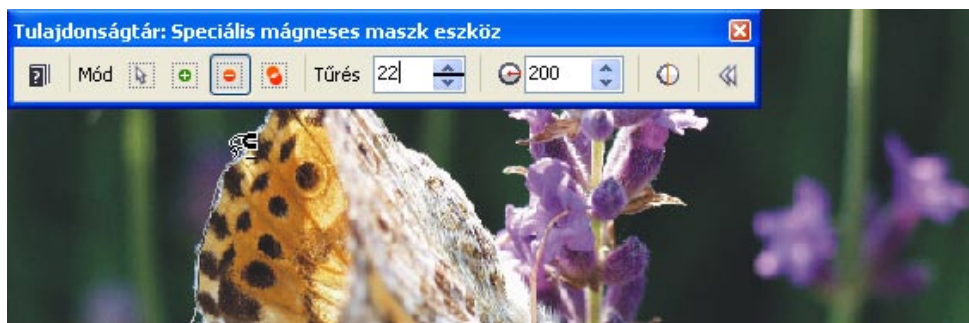 Tulajdonságtár: Speciális mágneses maszk eszköz
Mód Tűrés 22 200